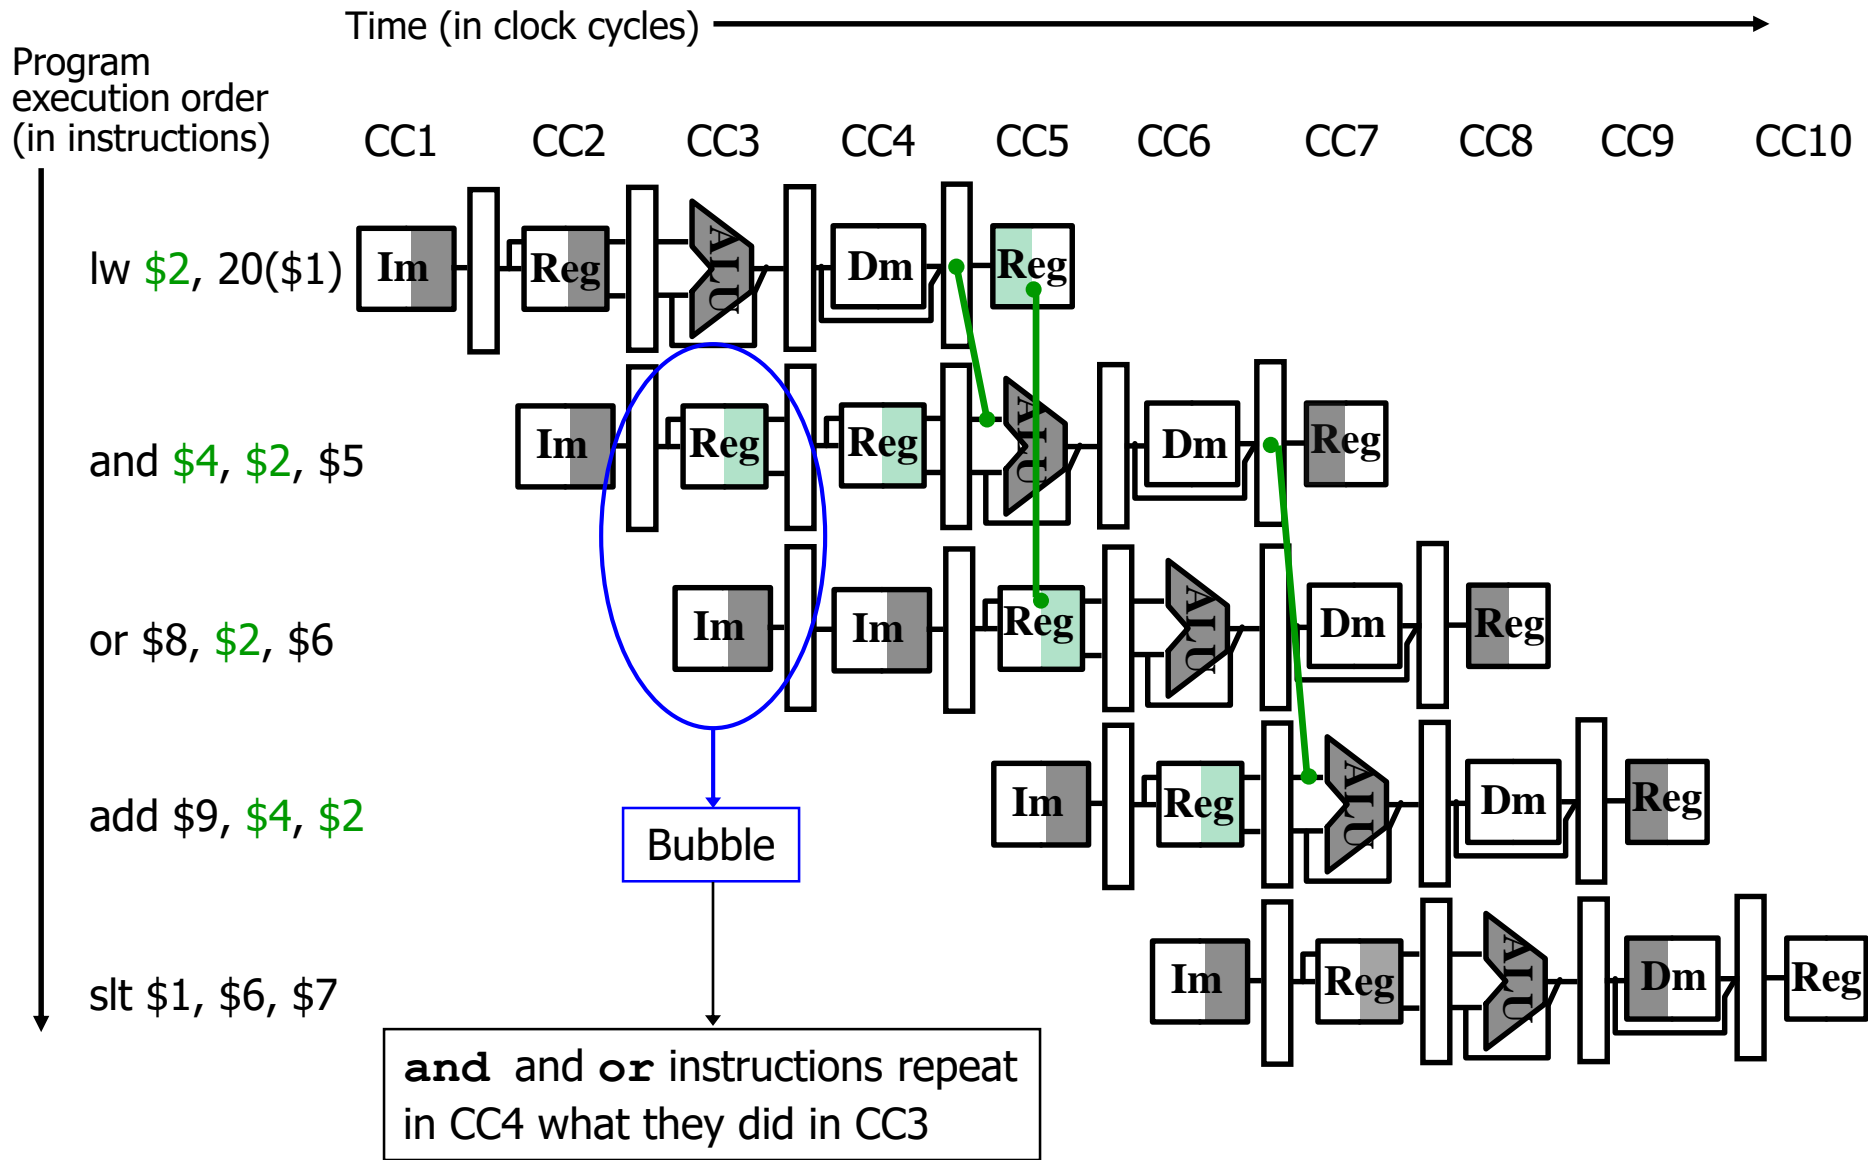 Time (in clock cycles)
Program
execution order
(in instructions)
CC1 CC2 CC3 CC4 CC5 CC6 CC7 CC8 CC9 CC10
lw $2, 20($1) Im Reg ALU Dm Reg
and $4, $2, $5 Im Reg Reg ALU Dm Reg
or $8, $2, $6 Im Im Reg ALU Dm Reg
add $9, $4, $2 Im Reg ALU Dm Reg
Bubble
slt $1, $6, $7 Im Reg ALU Dm Reg
and and or instructions repeat
in CC4 what they did in CC3